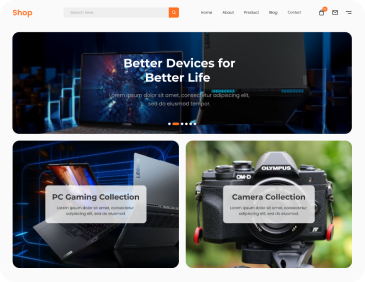 Shop
Search here
Home About Product Blog Contact
Better Devices for
Better Life
Lorem ipsum dolor sit amet, consectetur adipiscing elit,
sed do eiusmod tempor.
PC Gaming Collection
Lorem ipsum dolor sit amet, consectetur
adipiscing elit, sed do eiusmod
OLYMPUS
OM-D
Camera Collection
Lorem ipsum dolor sit amet, consectetur
adipiscing elit, sed do eiusmod